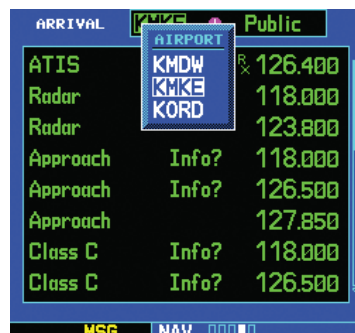 ARRIVAL KMKE Public
AIRPORT
KMDW
KMKE
KORD
ATIS Rx 126.400
Radar 118.000
Radar 123.800
Approach Info? 118.000
Approach Info? 126.500
Approach 127.850
Class C Info? 118.000
Class C Info? 126.500
MSG NAV